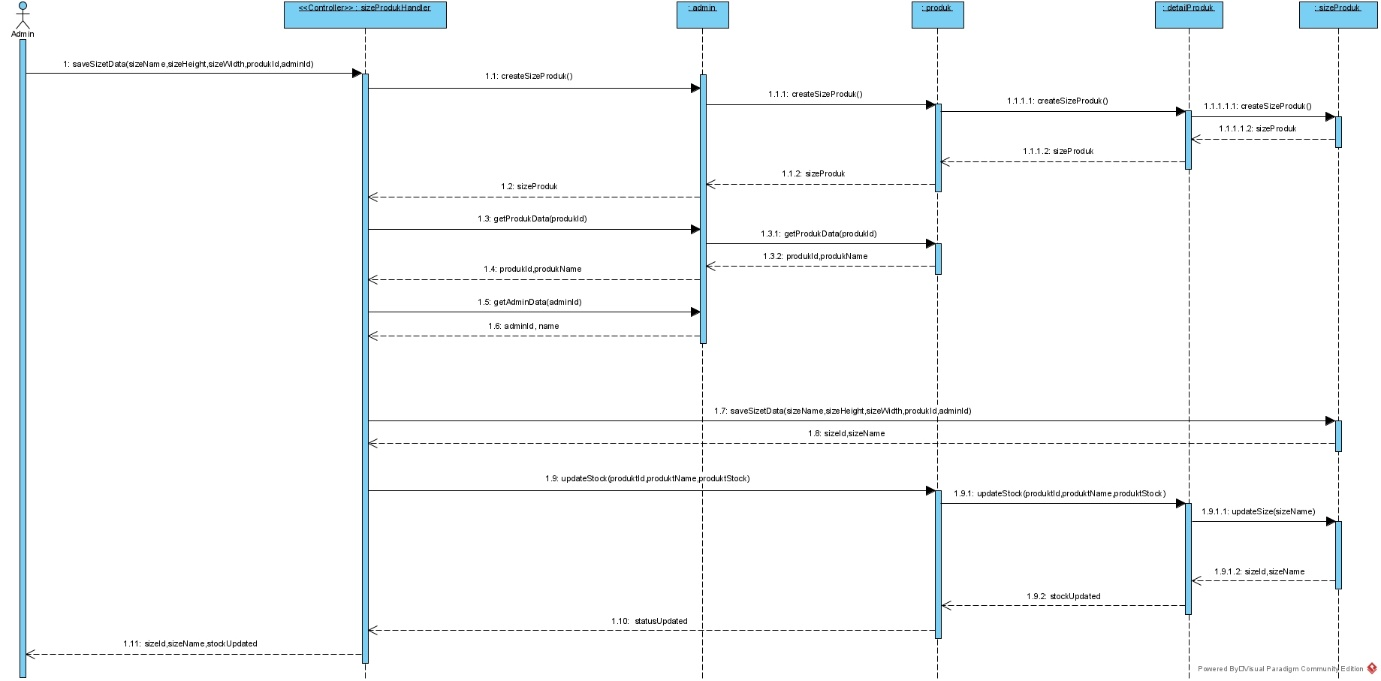 <<Controller>> : sizeProdukHandler
: admin
: produk
: detailProduk
: sizeProduk
Admin
1: saveSizetData(sizeName,sizeHeight,sizeWidth,produkId,adminId)
1.1: createSizeProduk()
1.1.1: createSizeProduk()
1.1.1.1: createSizeProduk()
1.1.1.1.1: createSizeProduk()
1.1.1.1.2: sizeProduk
1.1.1.2: sizeProduk
1.1.2: sizeProduk
1.2: sizeProduk
1.3: getProdukData(produkId)
1.3.1: getProdukData(produkId)
1.3.2: produkId,produkName
1.4: produkId,produkName
1.5: getAdminData(adminId)
1.6: adminId, name
1.7: saveSizetData(sizeName,sizeHeight,sizeWidth,produkId,adminId)
1.8: sizeId,sizeName
1.9: updateStock(produktId,produktName,produktStock)
1.9.1: updateStock(produktId,produktName,produktStock)
1.9.1.1: updateSize(sizeName)
1.9.1.2: sizeId,sizeName
1.9.2: stockUpdated
1.10: statusUpdated
1.11: sizeId,sizeName,stockUpdated
Powered By Visual Paradigm Community Edition